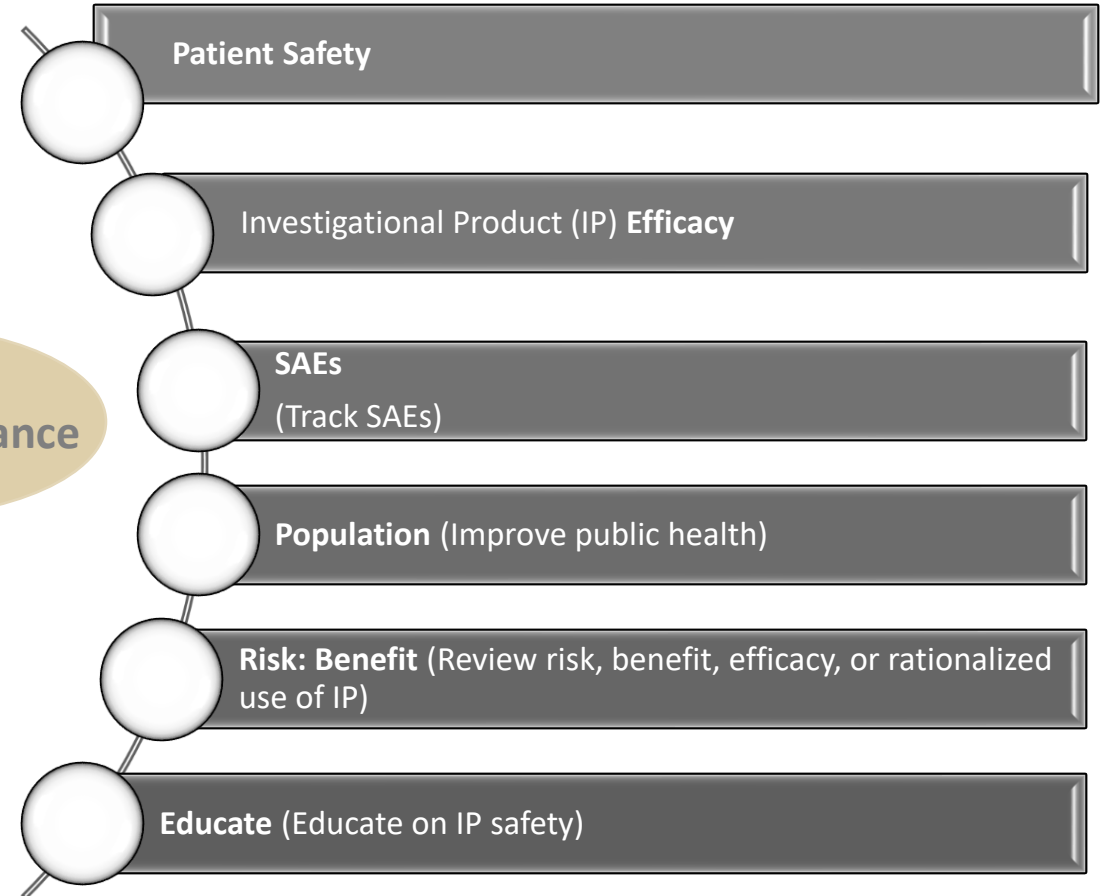 Patient Safety
Investigational Product (IP) Efficacy
SAEs
(Track SAEs)
ance
Population (Improve public health)
Risk: Benefit (Review risk, benefit, efficacy, or rationalized
use of IP)
Educate (Educate on IP safety)